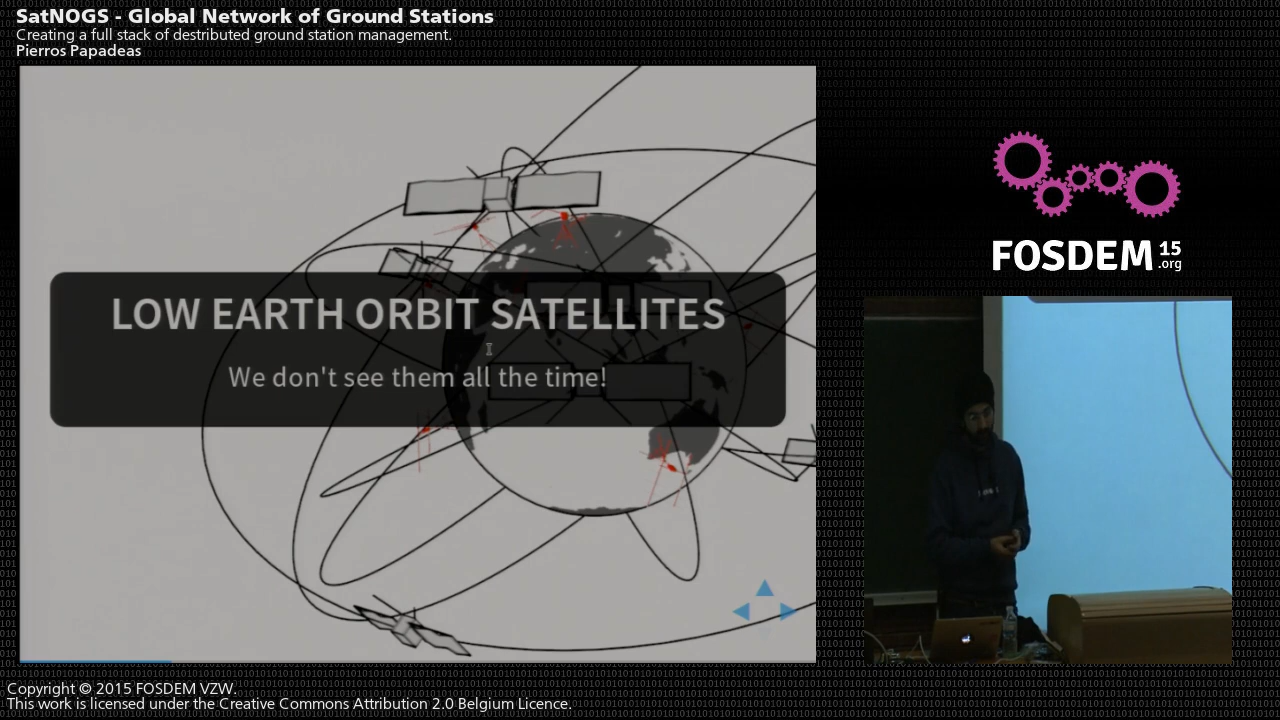 SatNOGS - Global Network of Ground Stations
Creating a full stack of destributed ground station management.
Pierros Papadeas
LOW EARTH ORBIT SATELLITES
We don't see them all the time!
FOSDEM 15
.org
Copyright © 2015 FOSDEM VZW.
This work is licensed under the Creative Commons Attribution 2.0 Belgium Licence.